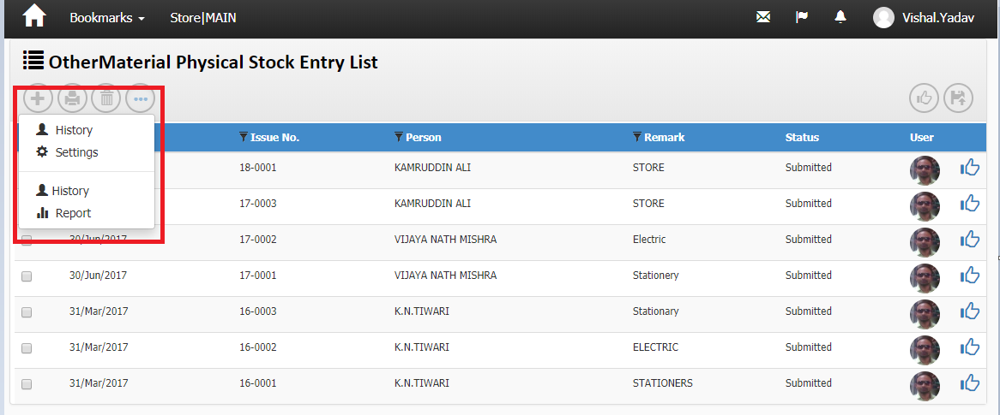 Bookmarks Store|MAIN Vishal.Yadav
OtherMaterial Physical Stock Entry List
History
Settings
History
Report
Issue No. Person Remark Status User
18-0001 KAMRUDDIN ALI STORE Submitted
17-0003 KAMRUDDIN ALI STORE Submitted
30/Jun/2017 17-0002 VIJAYA NATH MISHRA Electric Submitted
30/Jun/2017 17-0001 VIJAYA NATH MISHRA Stationery Submitted
31/Mar/2017 16-0003 K.N.TIWARI Stationary Submitted
31/Mar/2017 16-0002 K.N.TIWARI ELECTRIC Submitted
31/Mar/2017 16-0001 K.N.TIWARI STATIONERS Submitted